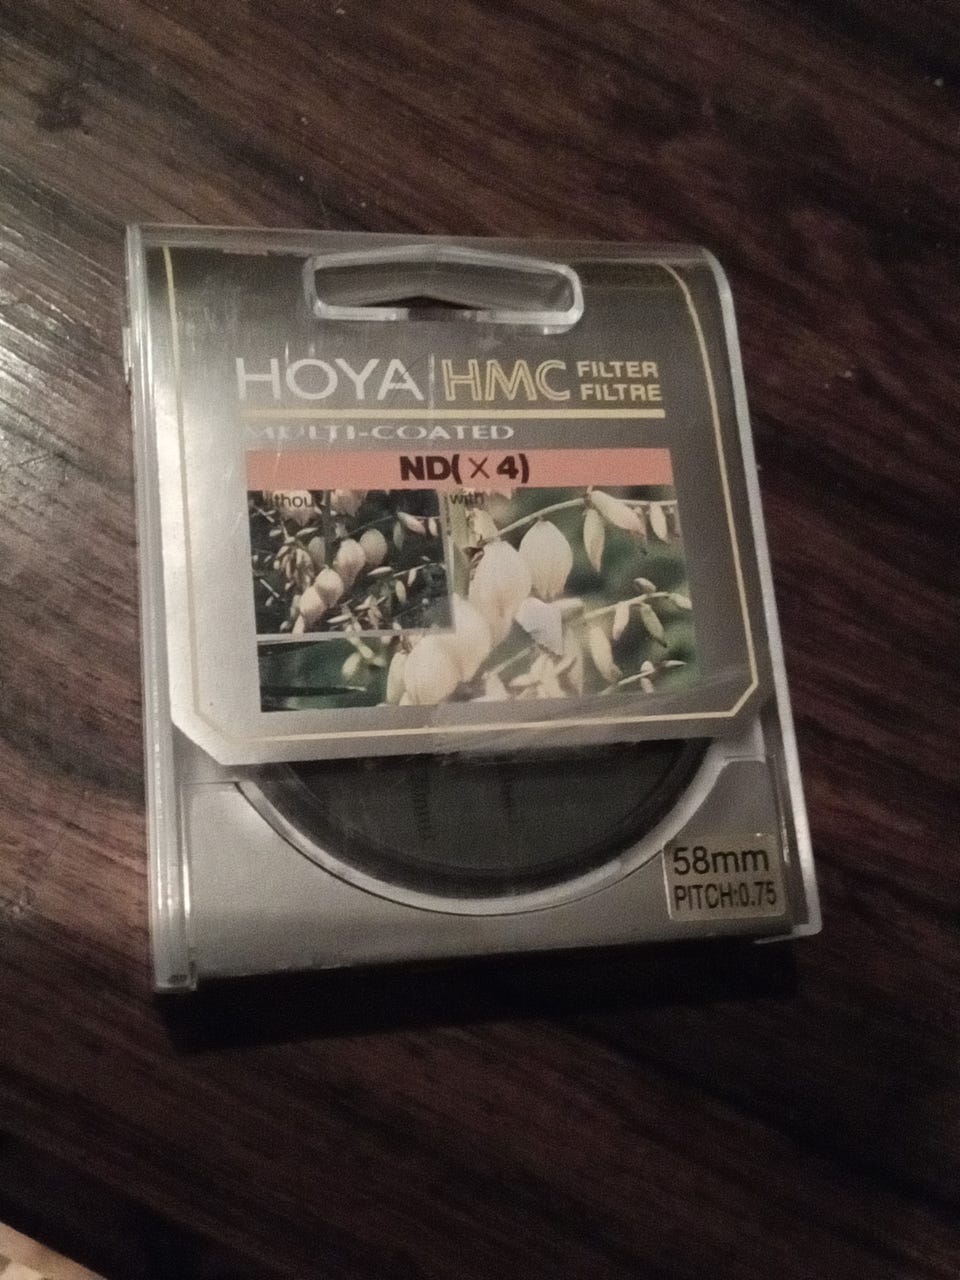 HOYA HMC FILTER
FILTRE
MULTI-COATED
ND( × 4)
with
58mm
PITCH:0.75